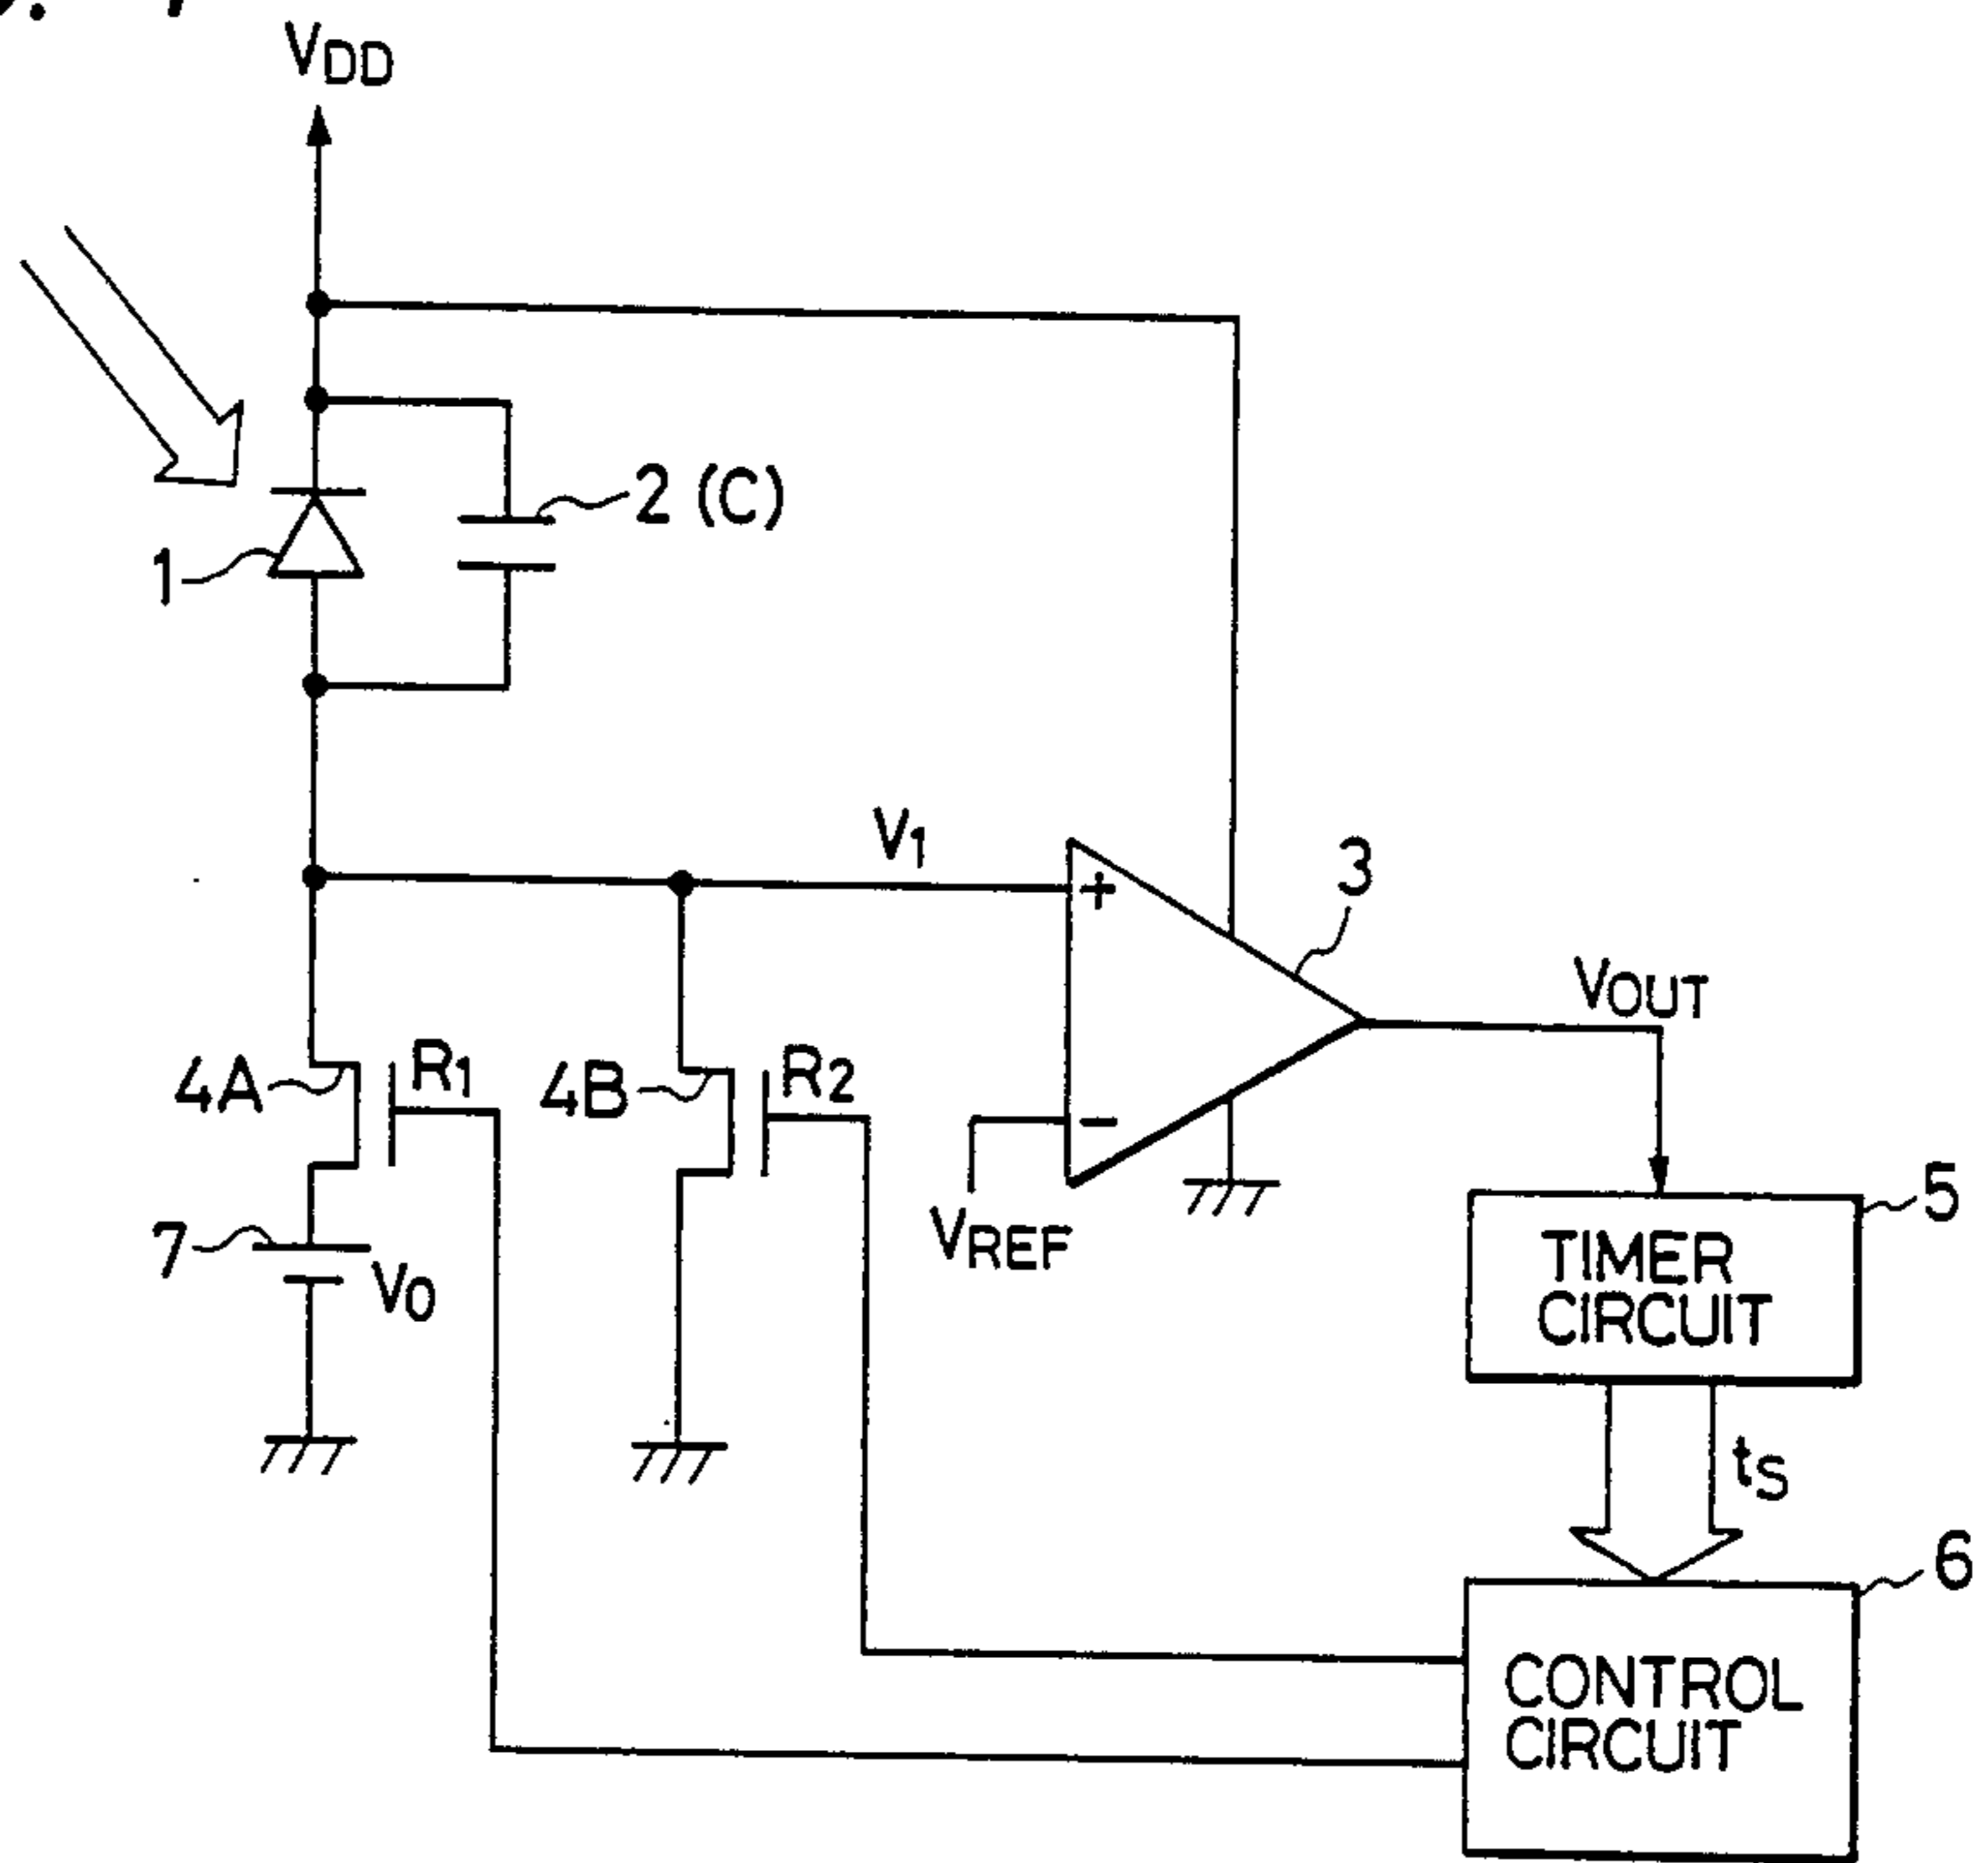 VDD
2 (C)
1
V1
+
3
VOUT
4A
R1
4B
R2
−
VREF
5
7
V0
TIMER
CIRCUIT
tS
6
CONTROL
CIRCUIT